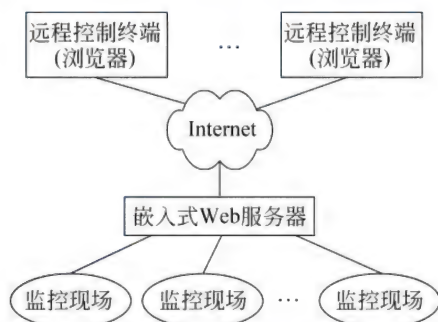 远程控制终端
(浏览器)
…
远程控制终端
(浏览器)
Internet
嵌入式Web服务器
监控现场
监控现场
…
监控现场